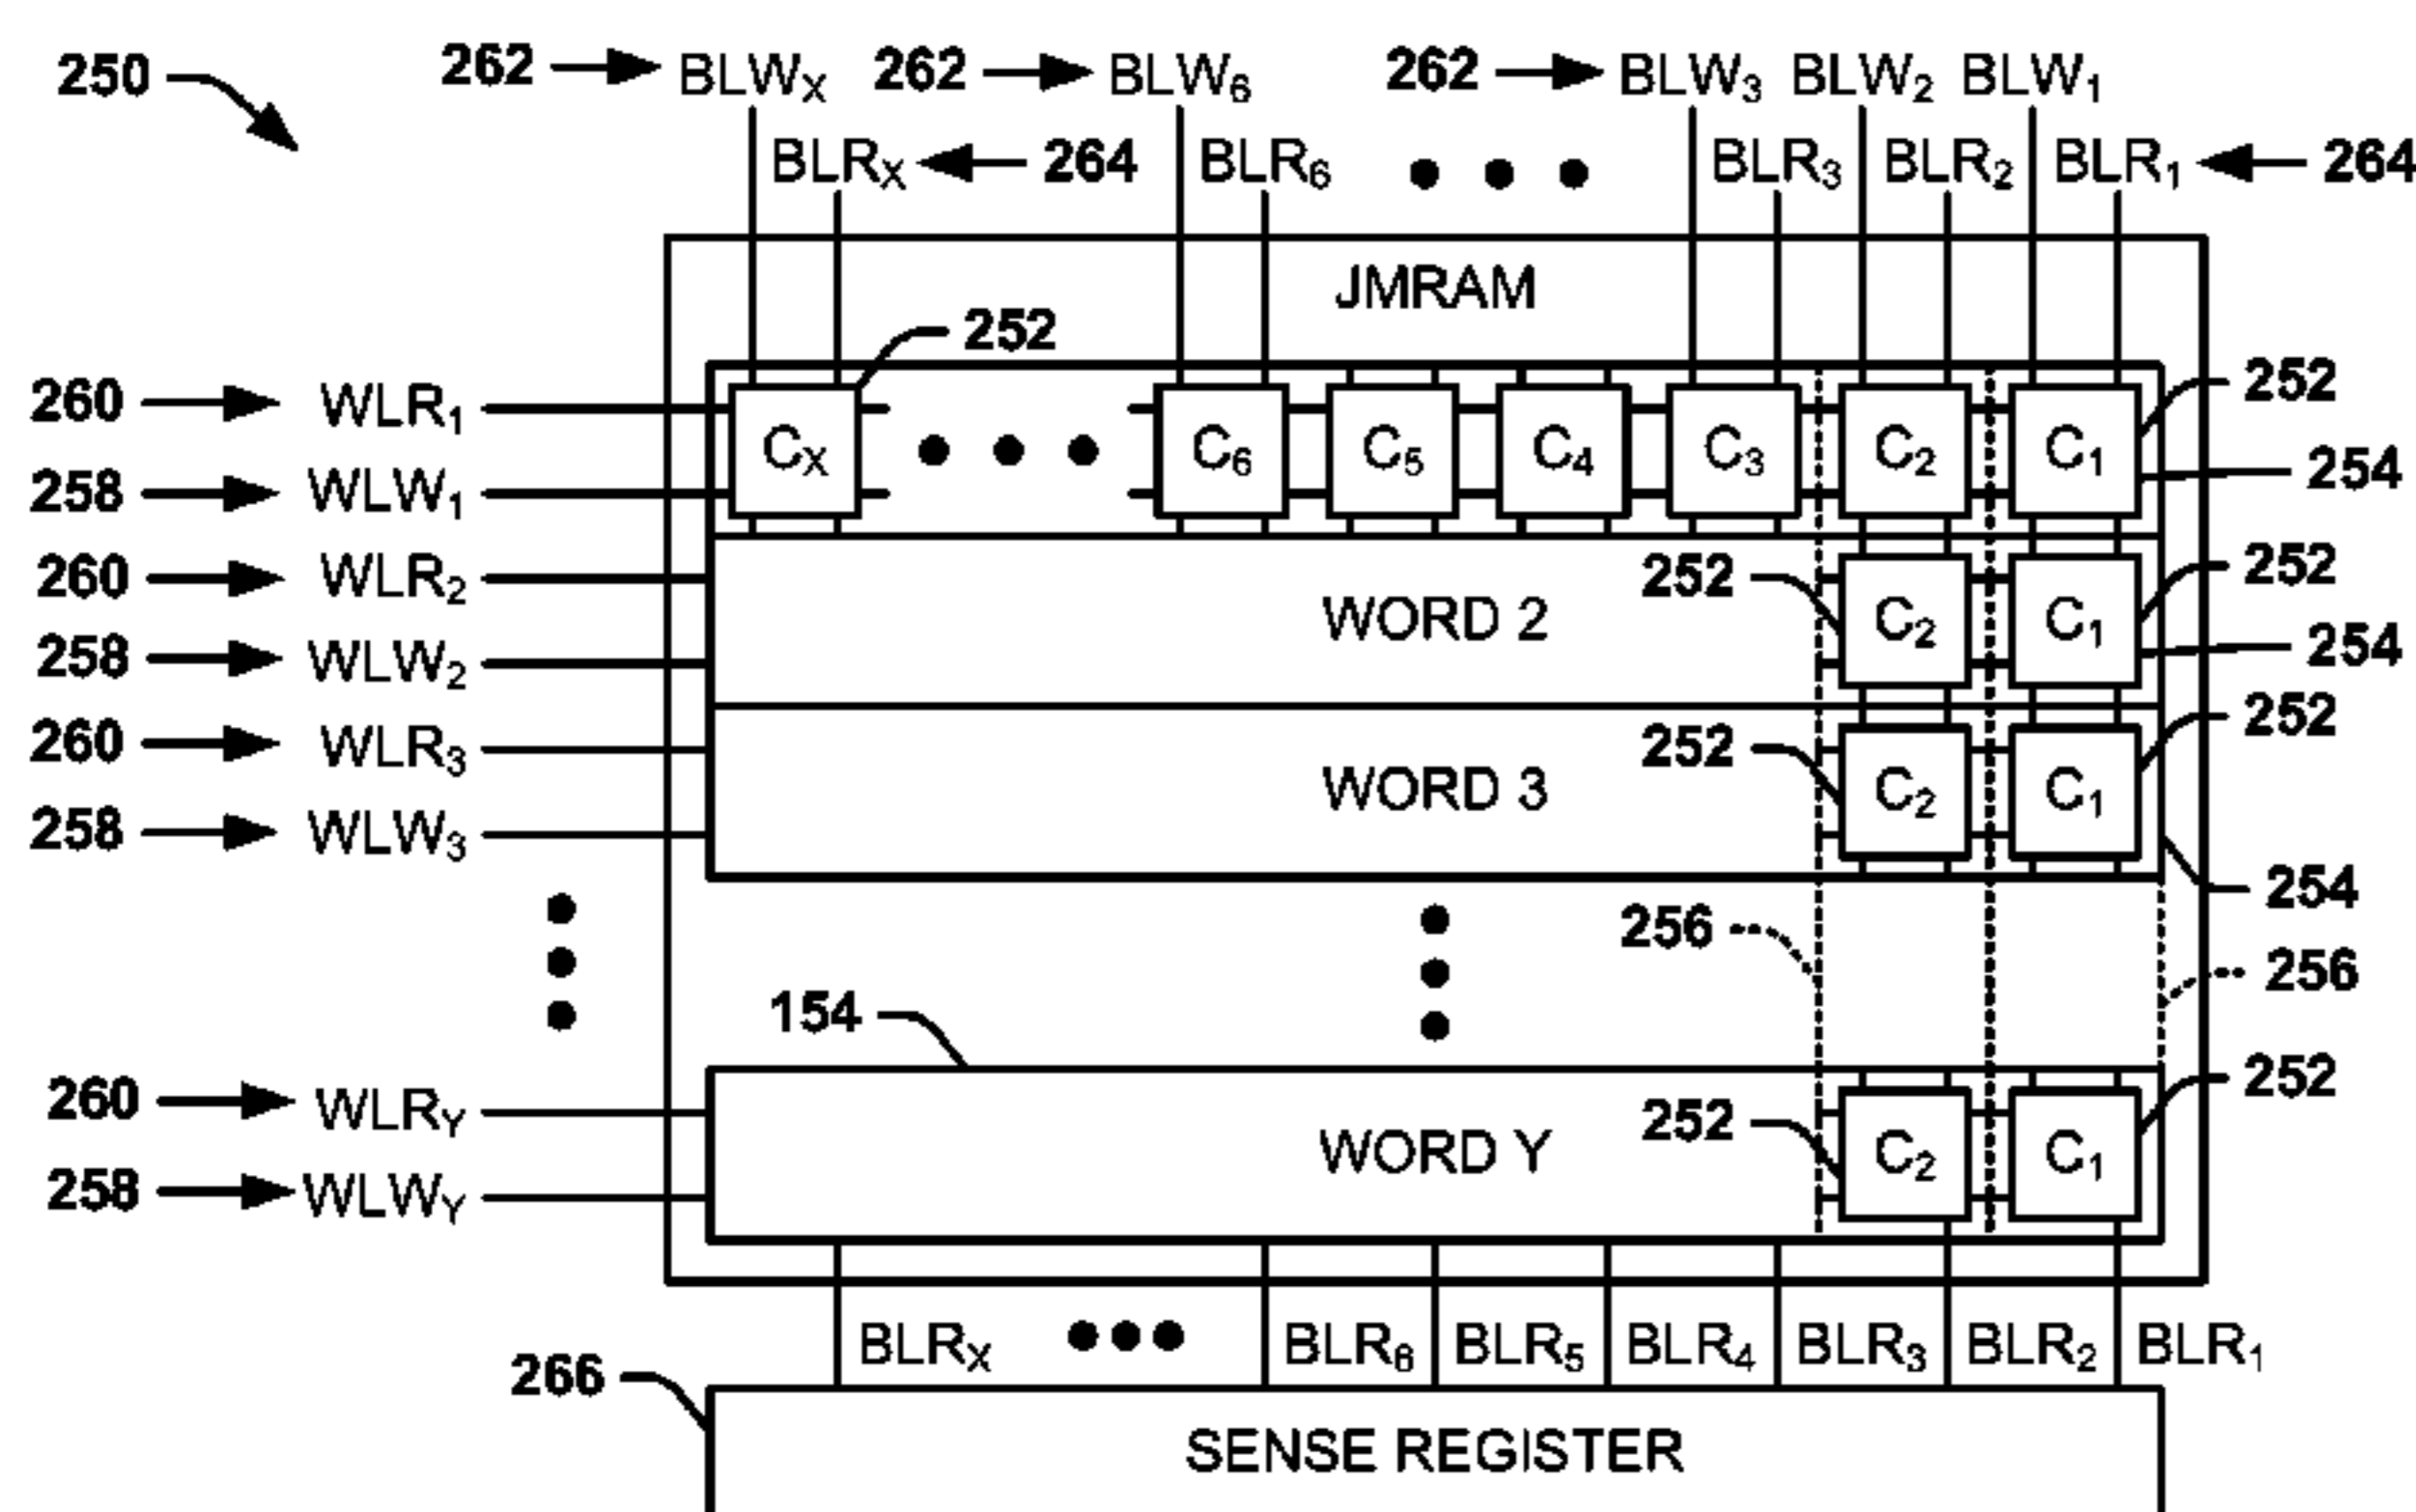 250 262 BLWX 262 BLW6 262 BLW3 BLW2 BLW1
BLRX 264 BLR6 BLR3 BLR2 BLR1 264
JMRAM
252
260 WLR1 252
CX C6 C5 C4 C3 C2 C1
258 WLW1 254
260 WLR2 252 252
WORD 2 C2 C1
258 WLW2 254
260 WLR3 252 252
WORD 3 C2 C1
258 WLW3
254
256 256
154
260 WLRY 252 252
WORD Y C2 C1
258 WLWY
BLRX BLR6 BLR5 BLR4 BLR3 BLR2 BLR1
266
SENSE REGISTER